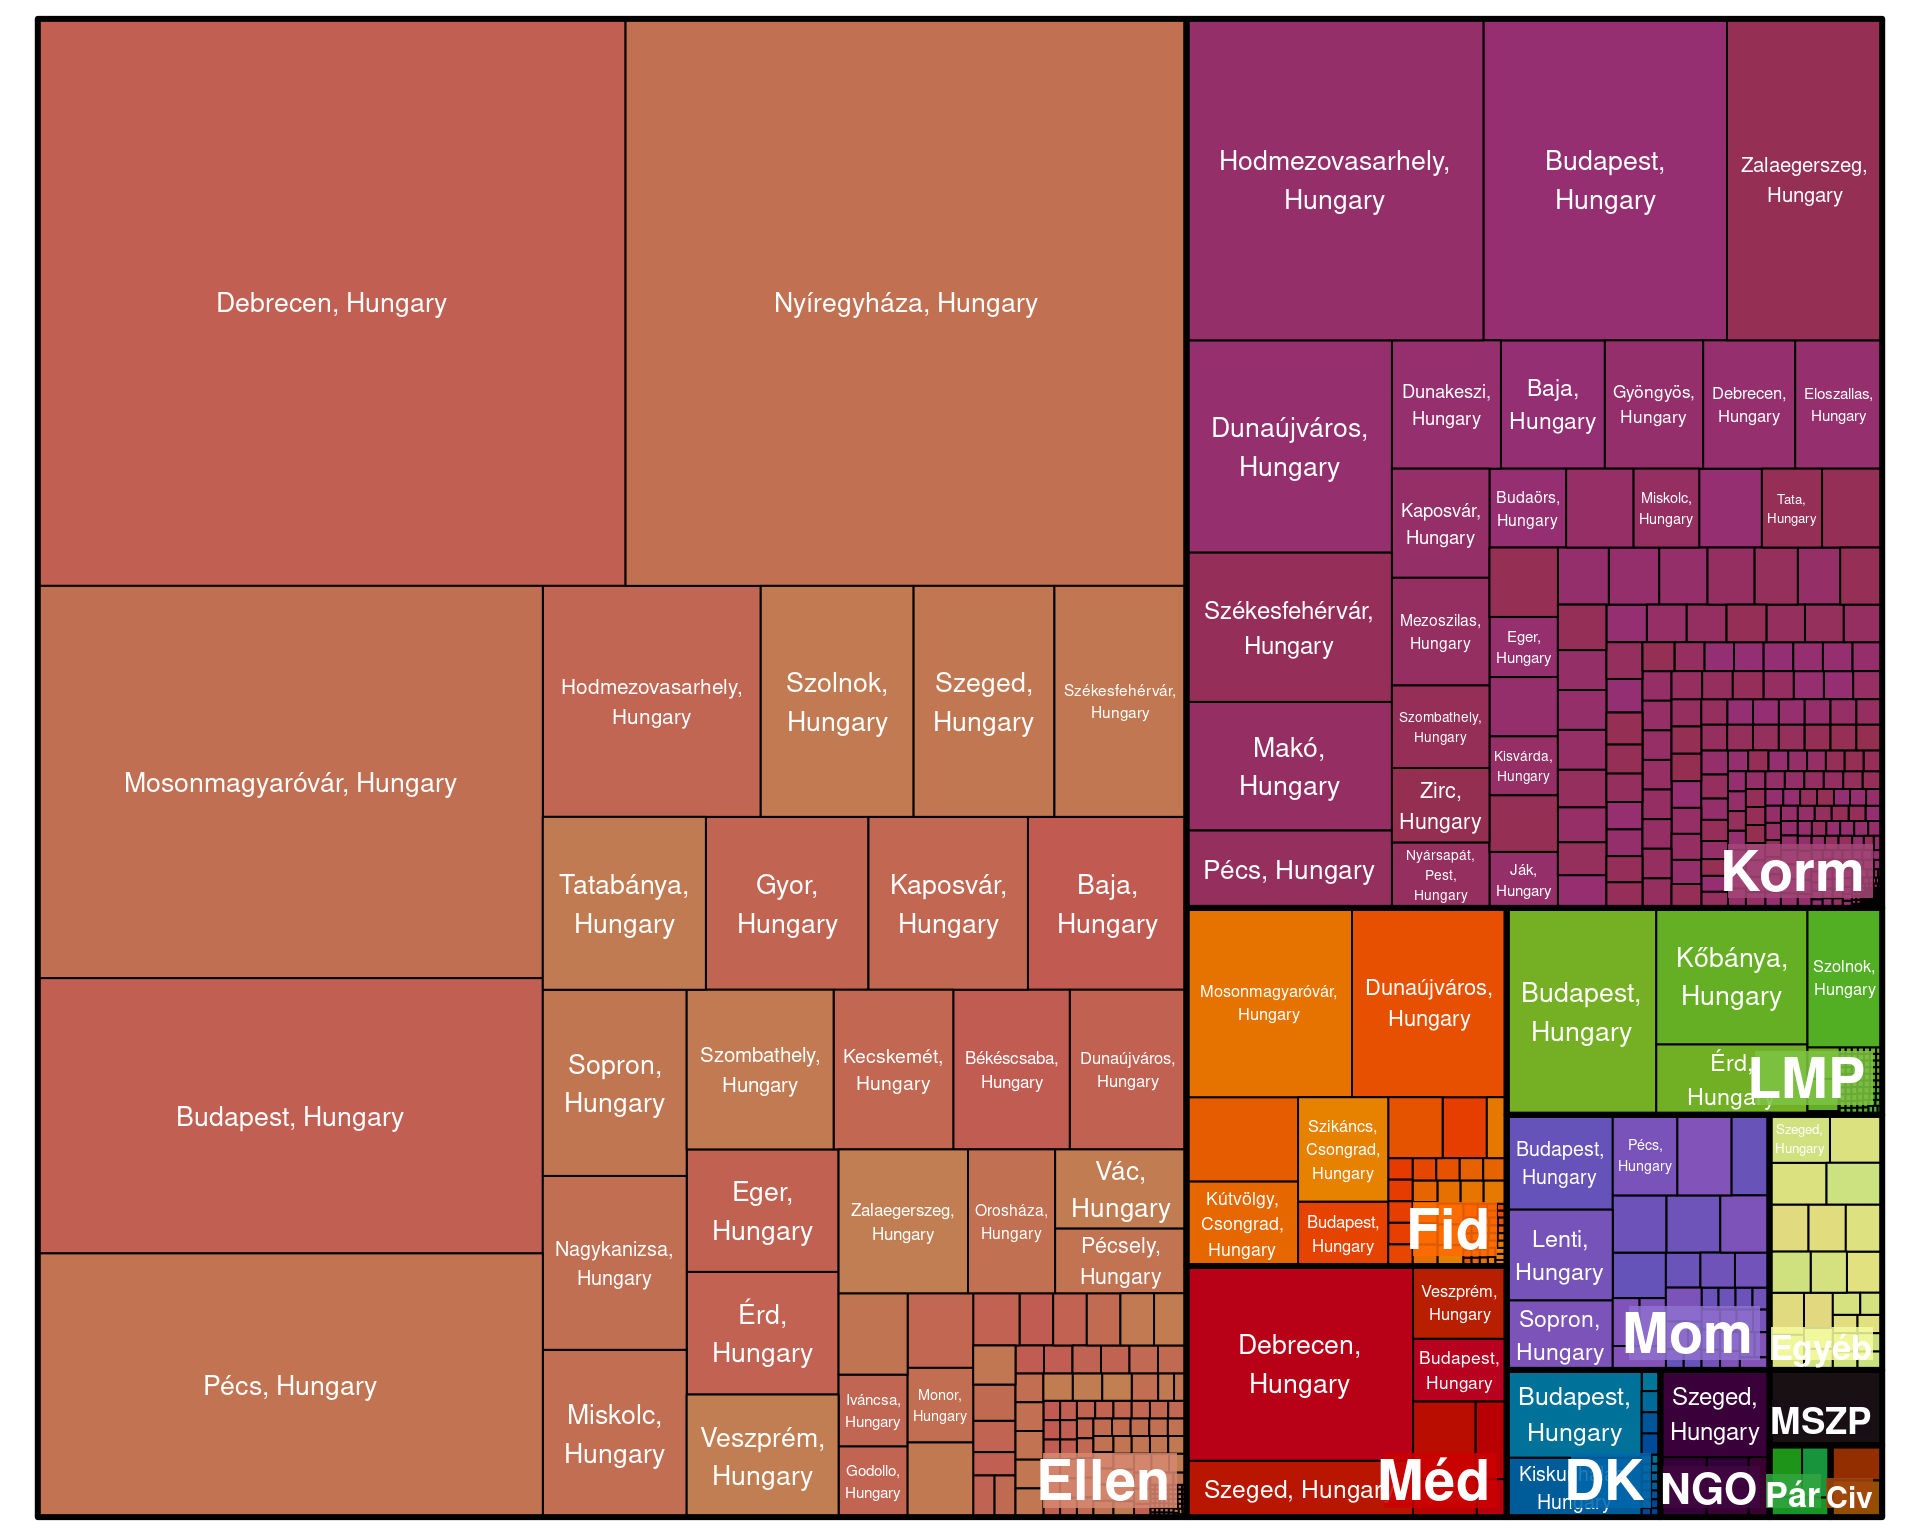 Debrecen, Hungary
Nyíregyháza, Hungary
Mosonmagyaróvár, Hungary
Budapest, Hungary
Pécs, Hungary
Hodmezovasarhely,
Hungary
Szolnok,
Hungary
Szeged,
Hungary
Székesfehérvár,
Hungary
Tatabánya,
Hungary
Gyor,
Hungary
Kaposvár,
Hungary
Baja,
Hungary
Sopron,
Hungary
Szombathely,
Hungary
Kecskemét,
Hungary
Békéscsaba,
Hungary
Dunaújváros,
Hungary
Nagykanizsa,
Hungary
Miskolc,
Hungary
Eger,
Hungary
Érd,
Hungary
Veszprém,
Hungary
Zalaegerszeg,
Hungary
Orosháza,
Hungary
Vác,
Hungary
Pécsely,
Hungary
Iváncsa,
Hungary
Monor,
Hungary
Godollo,
Hungary
Ellen
Hodmezovasarhely,
Hungary
Budapest,
Hungary
Zalaegerszeg,
Hungary
Dunaújváros,
Hungary
Dunakeszi,
Hungary
Baja,
Hungary
Gyöngyös,
Hungary
Debrecen,
Hungary
Eloszallas,
Hungary
Kaposvár,
Hungary
Budaörs,
Hungary
Miskolc,
Hungary
Tata,
Hungary
Székesfehérvár,
Hungary
Mezoszilas,
Hungary
Eger,
Hungary
Makó,
Hungary
Szombathely,
Hungary
Kisvárda,
Hungary
Zirc,
Hungary
Pécs, Hungary
Nyársapát,
Pest,
Hungary
Ják,
Hungary
Korm
Mosonmagyaróvár,
Hungary
Dunaújváros,
Hungary
Szikáncs,
Csongrad,
Hungary
Kútvölgy,
Csongrad,
Hungary
Budapest,
Hungary
Fid
Budapest,
Hungary
Kőbánya,
Hungary
Szolnok,
Hungary
Érd,
Hungary
LMP
Debrecen,
Hungary
Veszprém,
Hungary
Budapest,
Hungary
Szeged, Hungary
Méd
Budapest,
Hungary
Pécs,
Hungary
Lenti,
Hungary
Sopron,
Hungary
Mom
Szeged,
Hungary
Egyéb
Budapest,
Hungary
Hungary
DK
Szeged,
Hungary
NGO
MSZP
Pár
Civ